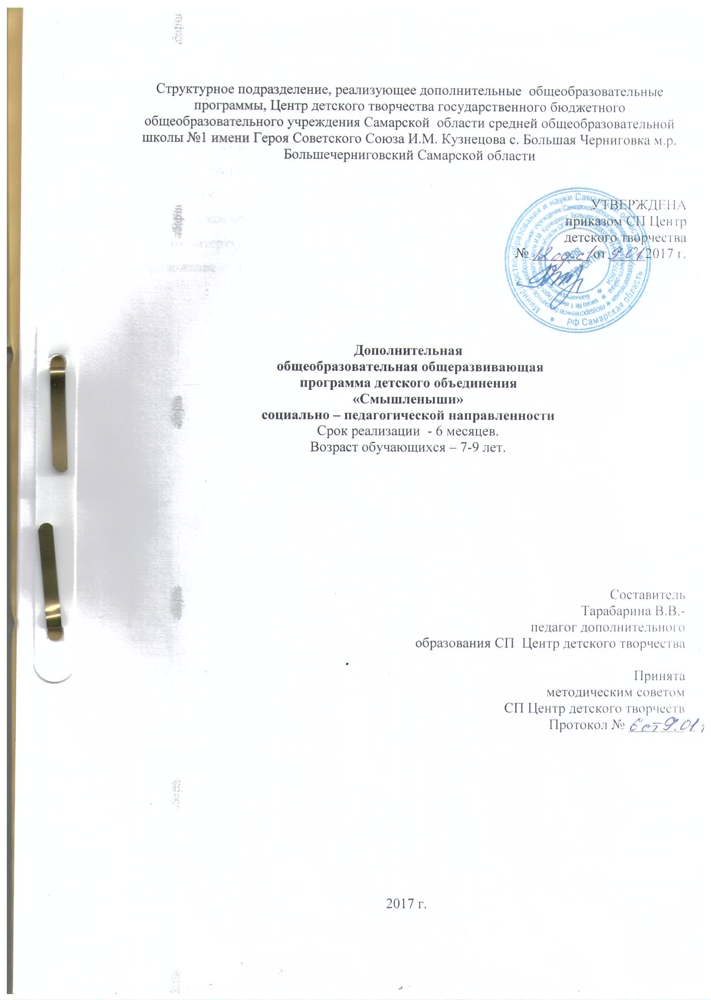 Структурное подразделение, реализующее дополнительные общеобразовательные
программы, Центр детского творчества государственного бюджетного
общеобразовательного учреждения Самарской области средней общеобразовательной
школы №1 имени Героя Советского Союза И.М. Кузнецова с. Большая Черниговка м.р.
Большечерниговский Самарской области
УТВЕРЖДЕНА
приказом СП Центр
детского творчества
№ 12 от 9.01 2017 г.
РФ Самарская область
Дополнительная
общеобразовательная общеразвивающая
программа детского объединения
«Смышленыши»
социально – педагогической направленности
Срок реализации - 6 месяцев.
Возраст обучающихся – 7-9 лет.
Составитель
Тарабарина В.В.-
педагог дополнительного
образования СП Центр детского творчества
Принята
методическим советом
СП Центр детского творчеств
Протокол № 6 от 9.01.
2017 г.